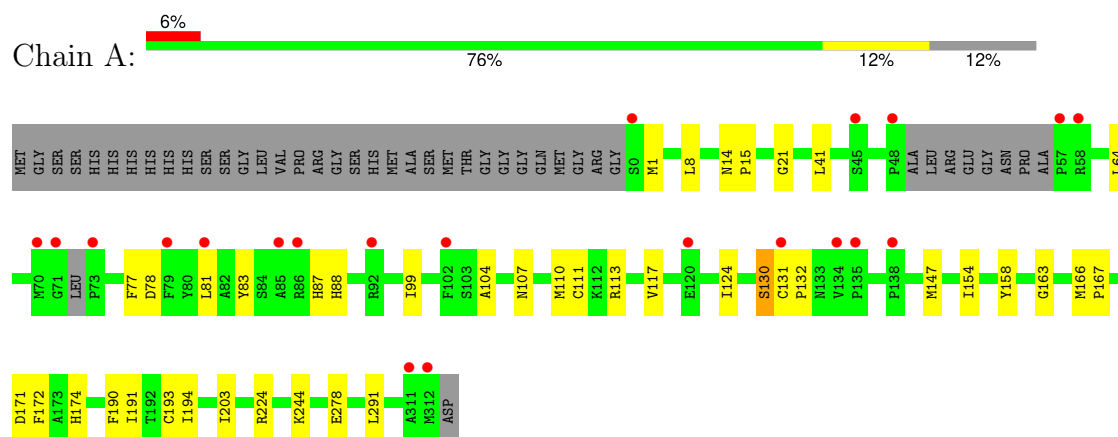 Chain A:
6%
76%
12%
12%
MET GLY SER SER HIS HIS HIS HIS HIS HIS SER SER GLY LEU VAL PRO ARG GLY SER HIS MET ALA SER MET THR GLY GLY GLY GLN MET ARG GLY S0 M1 L8 N14 P15 G21 L41 S45 P48 ALA LEU ARG GLU GLY ASN PRO ALA P57 R58 L64
M70 G71 LEU P73 F77 D78 F79 Y80 L81 A82 Y83 S84 A85 R86 H87 H88 R92 I99 F102 S103 A104 N107 M110 C111 K112 R113 V117 E120 I124 S130 C131 P132 N133 V134 P135 P138 M147 I154 Y158 G163 M166 P167
D171 F172 A173 H174 F190 I191 T192 C193 I194 I203 R224 K244 E278 L291 A311 M312 ASP